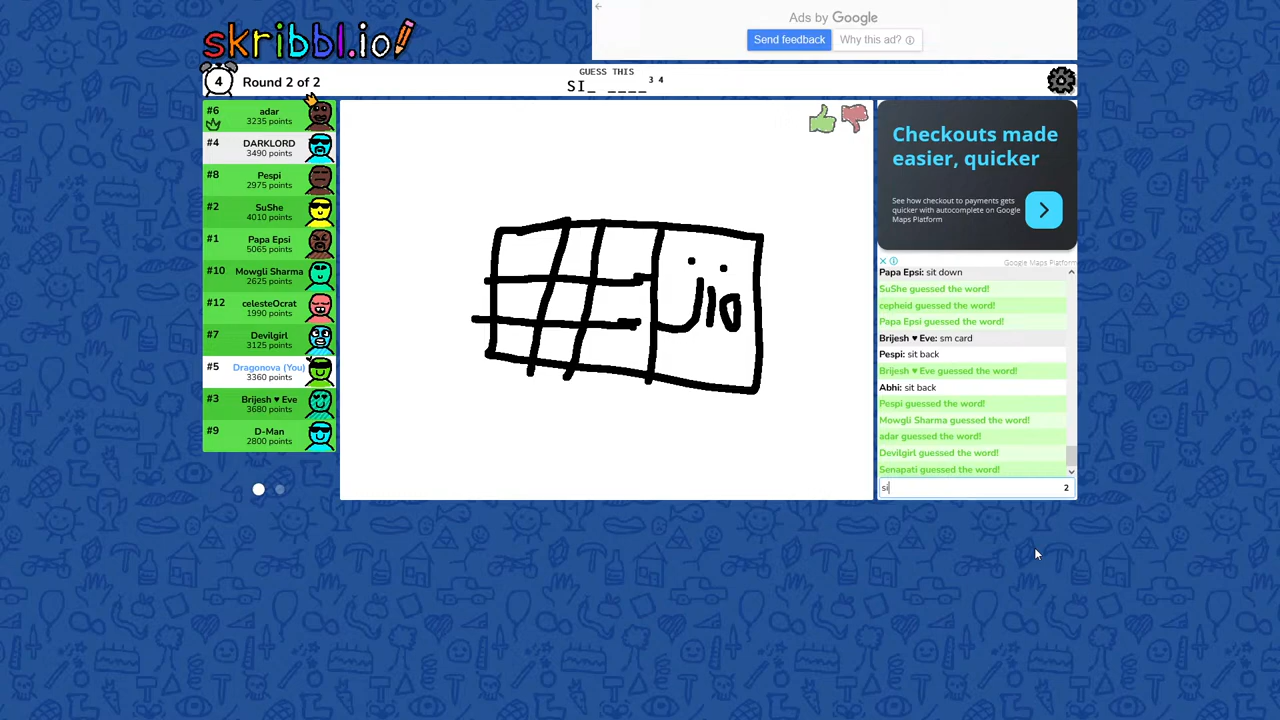 skribbl.io
Ads by Google
Send feedback
Why this ad?
4
Round 2 of 2
GUESS THIS
SI_ ____ 3 4
#6 adar
3235 points
#4 DARKLORD
3490 points
#8 Pespi
2975 points
#2 SuShe
4010 points
#1 Papa Epsi
5065 points
#10 Mowgli Sharma
2625 points
#12 celesteOcrat
1990 points
#7 Devilgirl
3125 points
#5 Dragonova (You)
3360 points
#3 Brijesh ♥ Eve
3680 points
#9 D-Man
2800 points
Jio
Checkouts made
easier, quicker
See how checkout to payments gets
quicker with autocomplete on Google
Maps Platform
Google Maps Platform
Papa Epsi: sit down
SuShe guessed the word!
cepheid guessed the word!
Papa Epsi guessed the word!
Brijesh ♥ Eve: sm card
Pespi: sit back
Brijesh ♥ Eve guessed the word!
Abhi: sit back
Pespi guessed the word!
Mowgli Sharma guessed the word!
adar guessed the word!
Devilgirl guessed the word!
Senapati guessed the word!
si 2